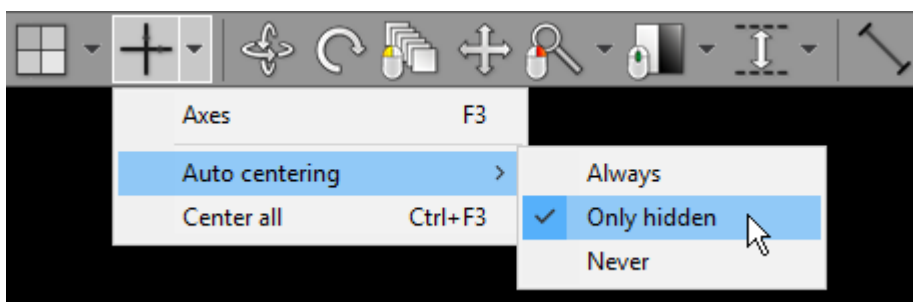 Axes F3
Auto centering
Center all Ctrl+F3
Always
Only hidden
Never